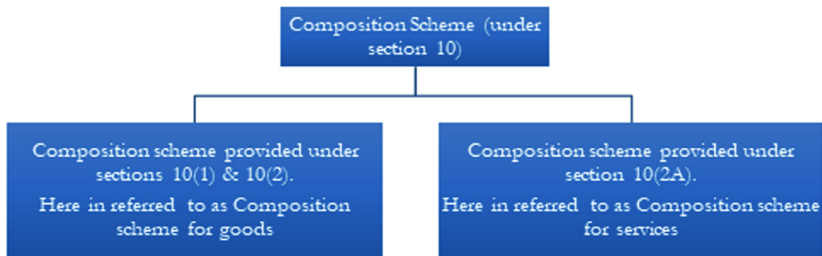 Composition Scheme (under
section 10)
Composition scheme provided under
sections 10(1) & 10(2).
Here in referred to as Composition
scheme for goods
Composition scheme provided under
section 10(2A).
Here in referred to as Composition scheme
for services